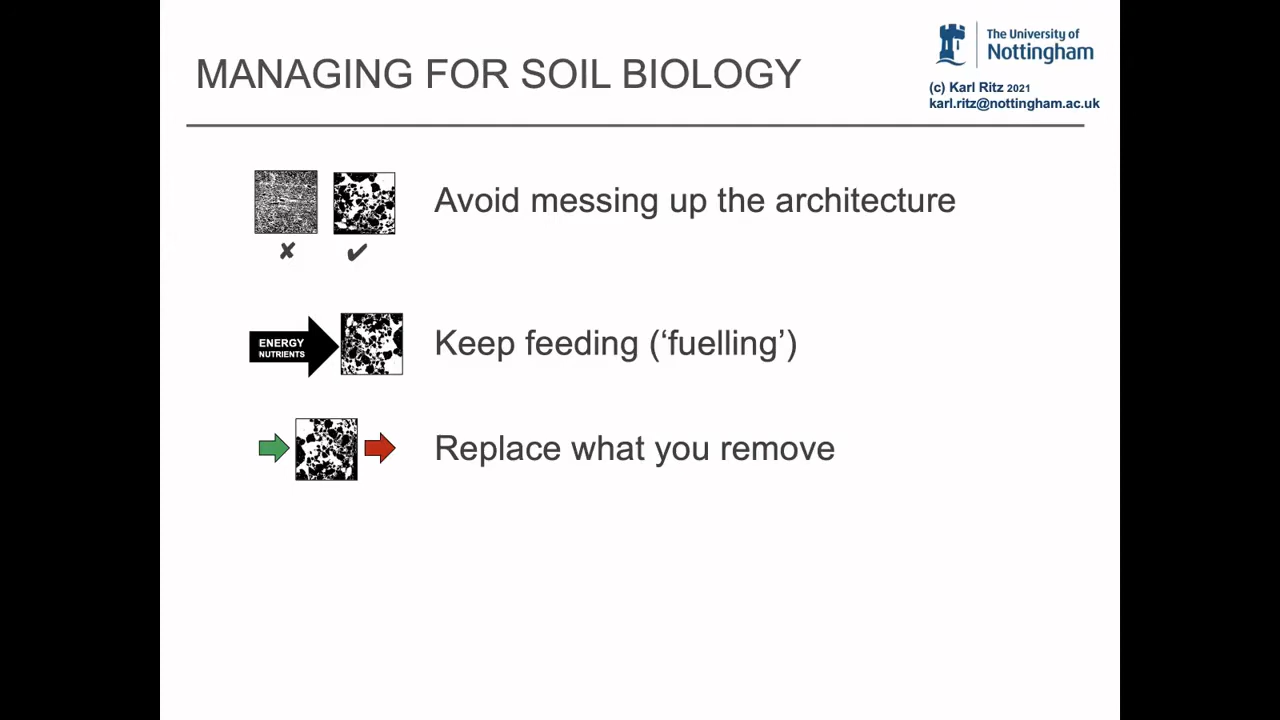 MANAGING FOR SOIL BIOLOGY
The University of
Nottingham
(c) Karl Ritz 2021
karl.ritz@nottingham.ac.uk
Avoid messing up the architecture
✘ ✔
ENERGY
NUTRIENTS
Keep feeding (‘fuelling’)
Replace what you remove